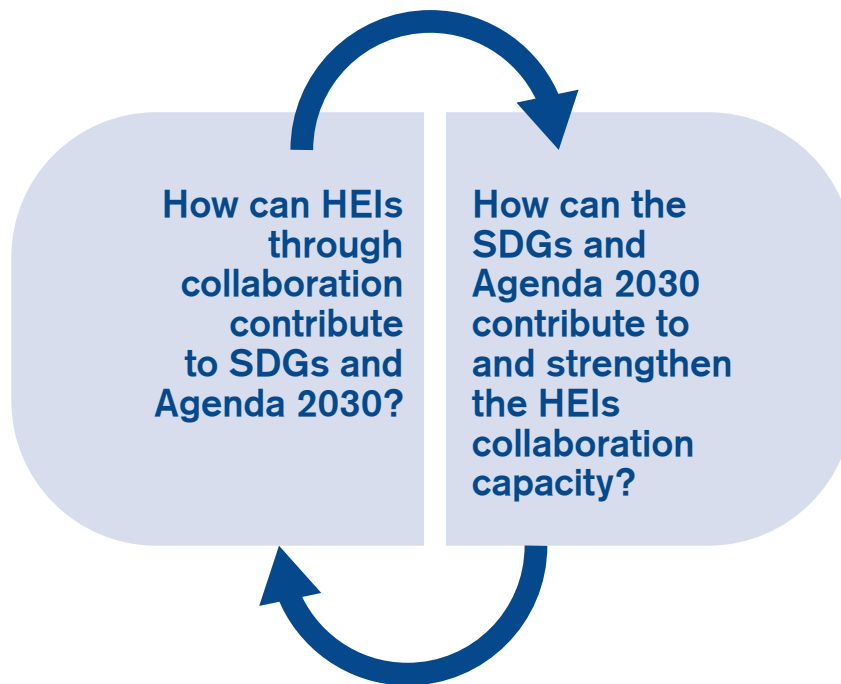 How can HEIs
through
collaboration
contribute
to SDGs and
Agenda 2030?
How can the
SDGs and
Agenda 2030
contribute to
and strengthen
the HEIs
collaboration
capacity?